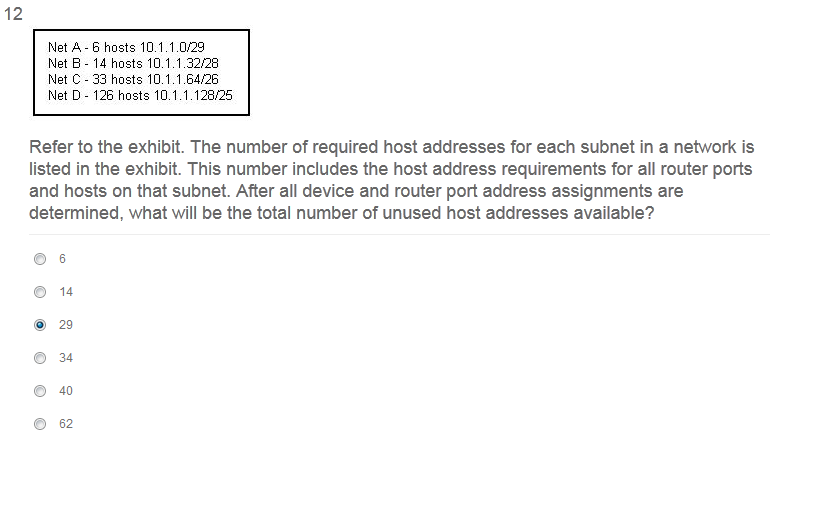 12
Net A - 6 hosts 10.1.1.0/29
Net B - 14 hosts 10.1.1.32/28
Net C - 33 hosts 10.1.1.64/26
Net D - 126 hosts 10.1.1.128/25
Refer to the exhibit. The number of required host addresses for each subnet in a network is
listed in the exhibit. This number includes the host address requirements for all router ports
and hosts on that subnet. After all device and router port address assignments are
determined, what will be the total number of unused host addresses available?
6
14
29
34
40
62